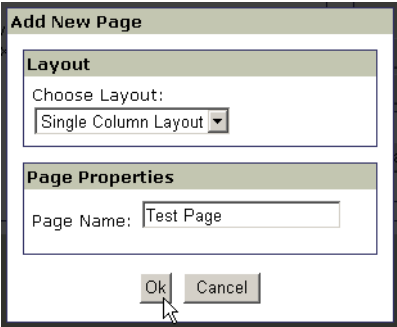 Add New Page
Layout
Choose Layout:
Single Column Layout
Page Properties
Page Name: Test Page
Ok Cancel